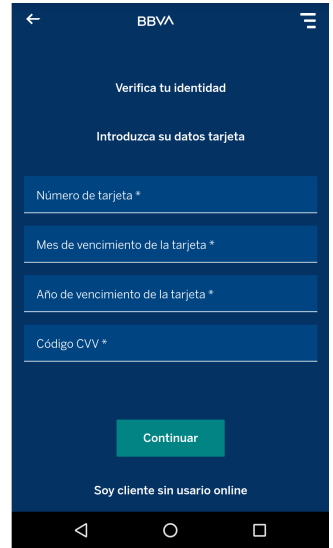 BBVA
Verifica tu identidad
Introduzca su datos tarjeta
Número de tarjeta *
Mes de vencimiento de la tarjeta *
Año de vencimiento de la tarjeta *
Código CVV *
Continuar
Soy cliente sin usario online